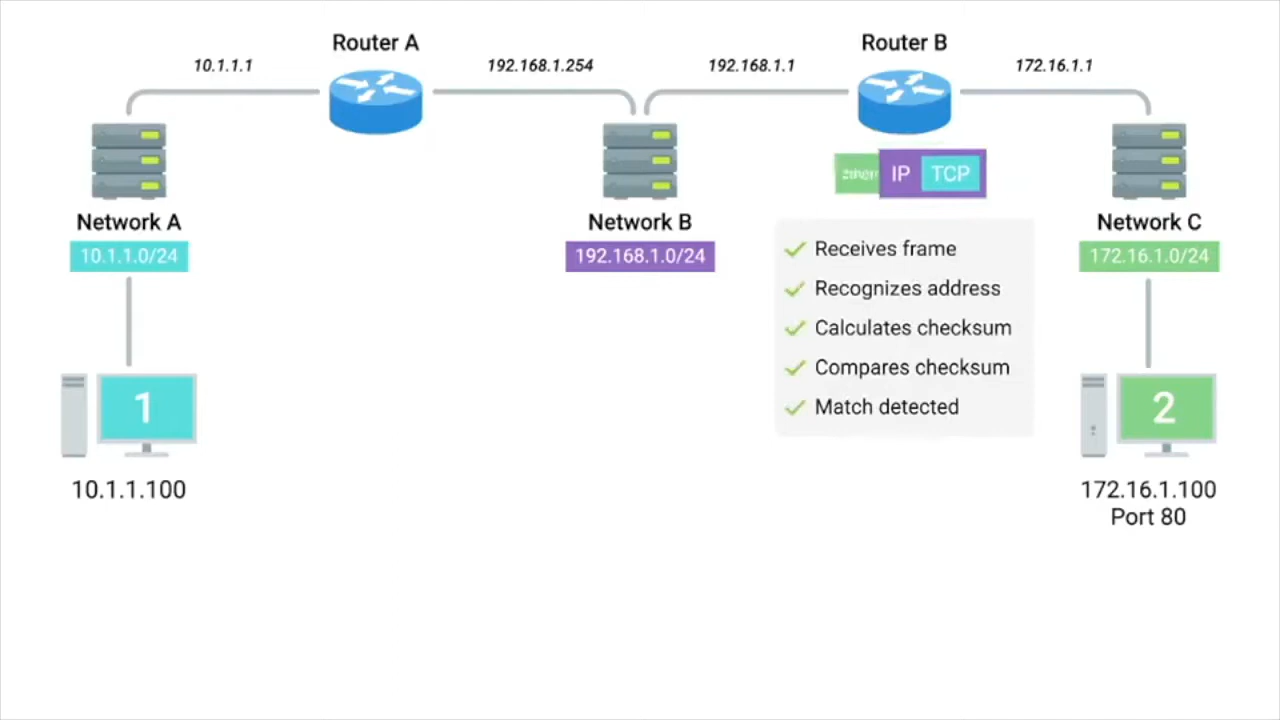 Router A
Router B
10.1.1.1
192.168.1.254
192.168.1.1
172.16.1.1
IP
TCP
Network A
Network B
Network C
10.1.1.0/24
192.168.1.0/24
172.16.1.0/24
Receives frame
Recognizes address
Calculates checksum
Compares checksum
Match detected
1
2
10.1.1.100
172.16.1.100
Port 80